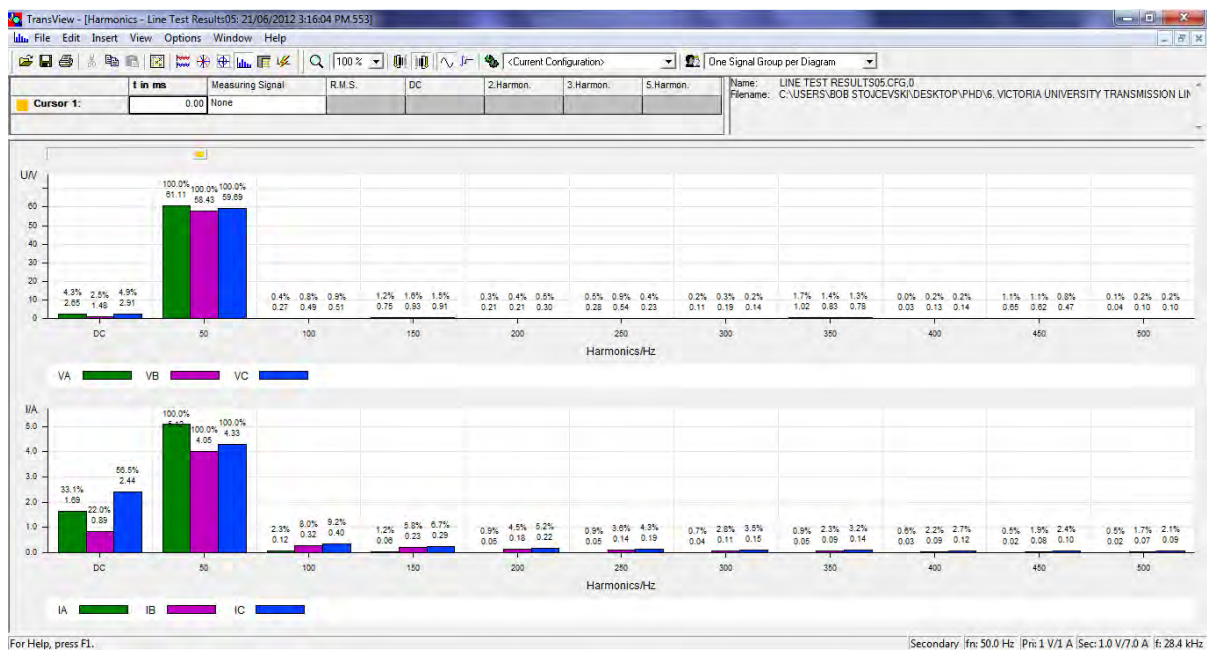 TransView - [Harmonics - Line Test Results05: 21/06/2012 3:16:04 PM.553]
File Edit Insert View Options Window Help
100 % <Current Configuration> One Signal Group per Diagram
t in ms Measuring Signal R.M.S. DC 2.Harmon. 3.Harmon. 5.Harmon.
Cursor 1: 0.00 None
Name: LINE TEST RESULTS05.CFG,0
Filename: C:\USERS\BOB STOJCEVSKI\DESKTOP\PHD\6. VICTORIA UNIVERSITY TRANSMISSION LIN
U/V
100.0% 100.0% 100.0%
61.11 58.43 59.69
60
50
40
30
20
10
0
4.3% 2.5% 4.9%
2.65 1.48 2.91
0.4% 0.8% 0.9%
0.27 0.49 0.51
1.2% 1.6% 1.5%
0.75 0.93 0.91
0.3% 0.4% 0.5%
0.21 0.21 0.30
0.5% 0.9% 0.4%
0.28 0.54 0.23
0.2% 0.3% 0.2%
0.11 0.19 0.14
1.7% 1.4% 1.3%
1.02 0.83 0.78
0.0% 0.2% 0.2%
0.03 0.13 0.14
1.1% 1.1% 0.8%
0.65 0.62 0.47
0.1% 0.2% 0.2%
0.04 0.10 0.10
DC 50 100 150 200 250 300 350 400 450 500
Harmonics/Hz
VA VB VC
I/A
100.0% 100.0% 100.0%
4.05 4.33
5.0
4.0
3.0
2.0
1.0
0.0
33.1% 22.0% 56.5%
1.69 0.89 2.44
2.3% 8.0% 9.2%
0.12 0.32 0.40
1.2% 5.8% 6.7%
0.06 0.23 0.29
0.9% 4.5% 5.2%
0.05 0.18 0.22
0.9% 3.6% 4.3%
0.05 0.14 0.19
0.7% 2.8% 3.5%
0.04 0.11 0.15
0.9% 2.3% 3.2%
0.05 0.09 0.14
0.6% 2.2% 2.7%
0.03 0.09 0.12
0.5% 1.9% 2.4%
0.02 0.08 0.10
0.5% 1.7% 2.1%
0.02 0.07 0.09
DC 50 100 150 200 250 300 350 400 450 500
Harmonics/Hz
IA IB IC
For Help, press F1.
Secondary fn: 50.0 Hz Pri: 1 V/1 A Sec: 1.0 V/7.0 A f: 28.4 kHz